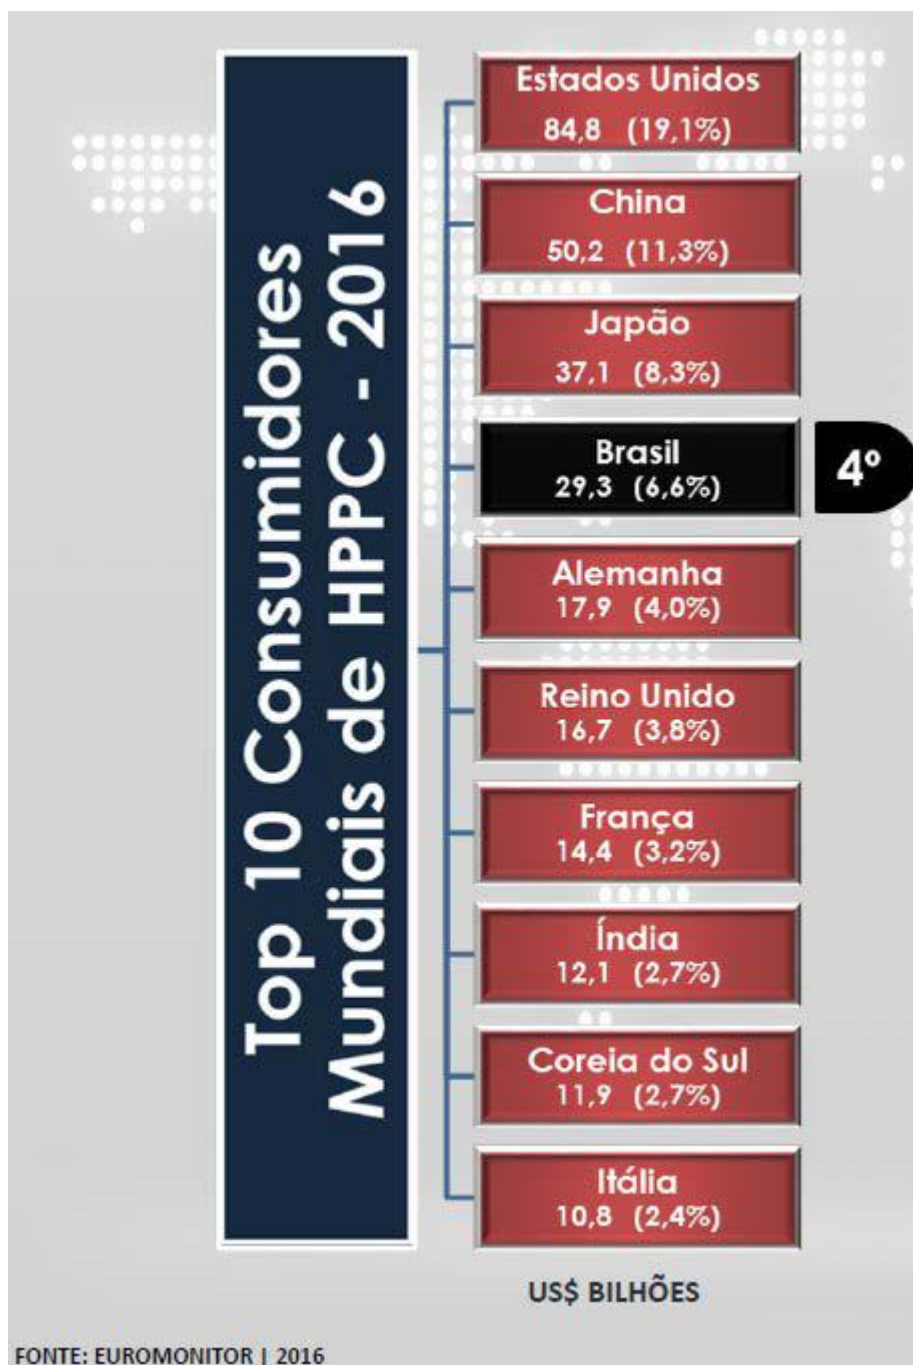 Top 10 Consumidores
Mundiais de HPPC - 2016
Estados Unidos
84,8 (19,1%)
China
50,2 (11,3%)
Japão
37,1 (8,3%)
Brasil
29,3 (6,6%)
4º
Alemanha
17,9 (4,0%)
Reino Unido
16,7 (3,8%)
França
14,4 (3,2%)
Índia
12,1 (2,7%)
Coreia do Sul
11,9 (2,7%)
Itália
10,8 (2,4%)
US$ BILHÕES
FONTE: EUROMONITOR | 2016